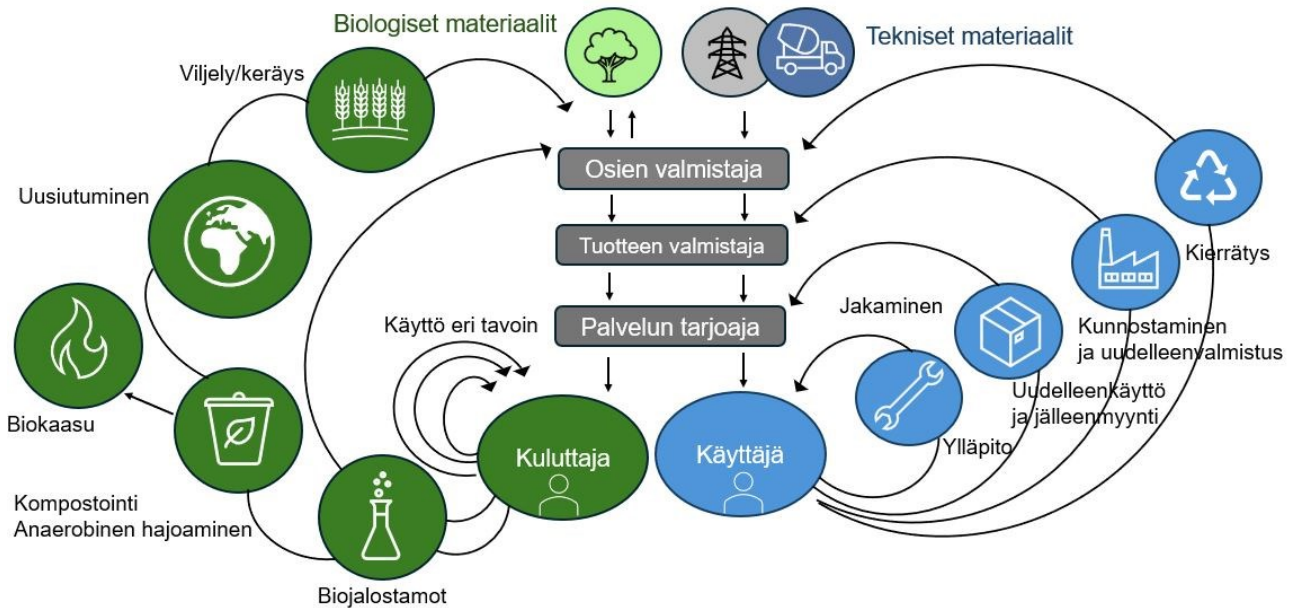 Biologiset materiaalit
Tekniset materiaalit
Viljely/keräys
Osien valmistaja
Uusiutuminen
Tuotteen valmistaja
Kierrätys
Jakaminen
Käyttö eri tavoin
Palvelun tarjoaja
Kunnostaminen
ja uudelleenvalmistus
Uudelleenkäyttö
ja jälleenmyynti
Biokaasu
Ylläpito
Kuluttaja
Käyttäjä
Kompostointi
Anaerobinen hajoaminen
Biojalostamot